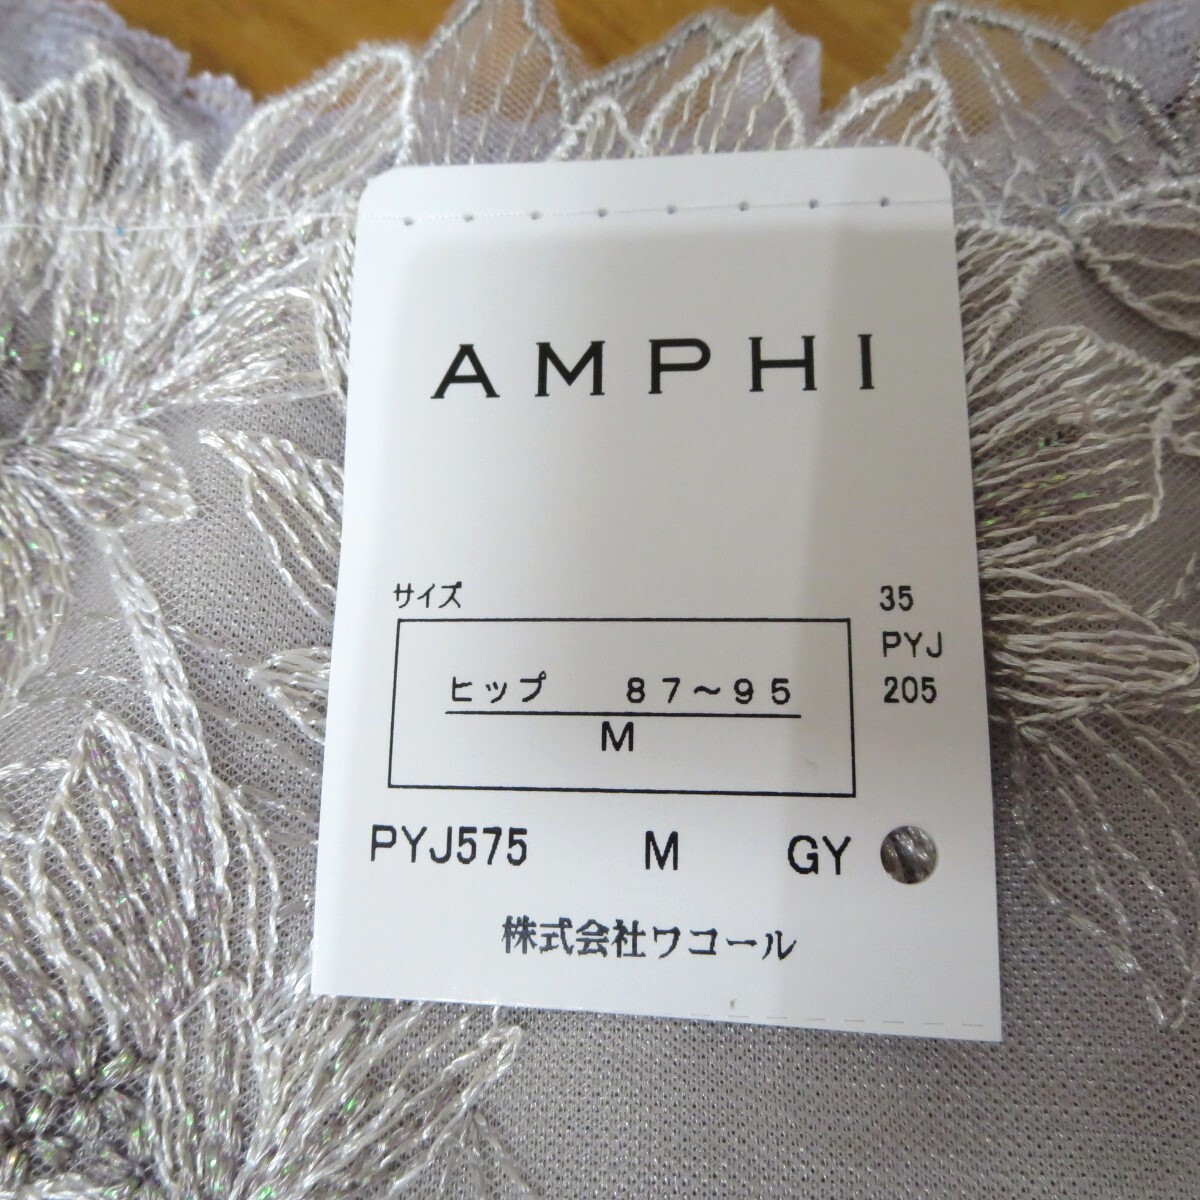 AMPHI
サイズ
ヒップ　８７～９５
M
35
PYJ
205
PYJ575 M GY
株式会社ワコール